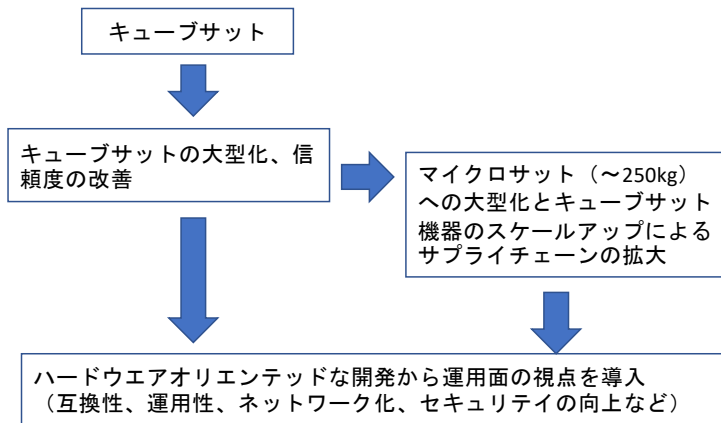 キューブサット
キューブサットの大型化、信
頼度の改善
マイクロサット（～250kg）
への大型化とキューブサット
機器のスケールアップによる
サプライチェーンの拡大
ハードウエアオリエンテッドな開発から運用面の視点を導入
（互換性、運用性、ネットワーク化、セキュリテイの向上など）